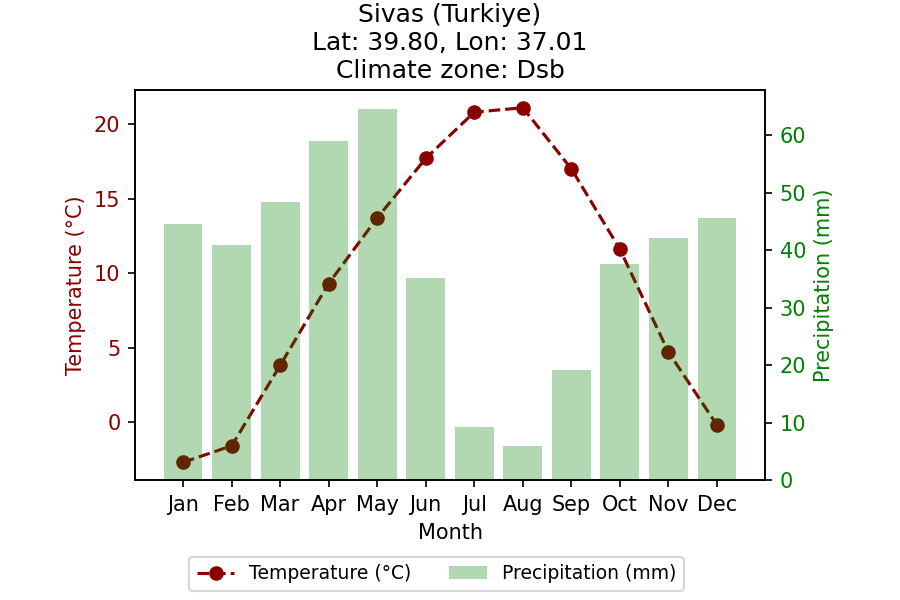 Sivas (Turkiye)
Lat: 39.80, Lon: 37.01
Climate zone: Dsb
Temperature (°C)
20
15
10
5
0
Precipitation (mm)
60
50
40
30
20
10
0
Jan Feb Mar Apr May Jun Jul Aug Sep Oct Nov Dec
Month
Temperature (°C) Precipitation (mm)